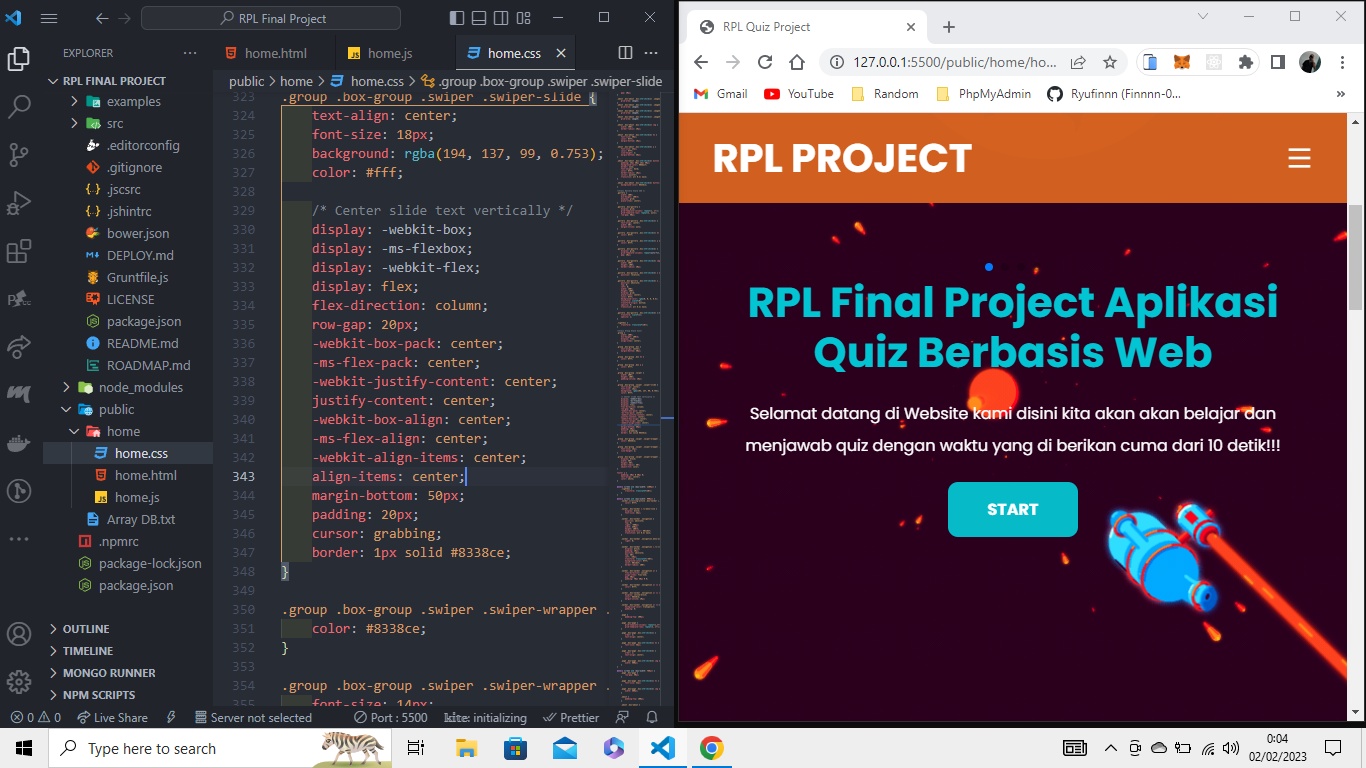 RPL Final Project
EXPLORER
RPL FINAL PROJECT
examples
src
.editorconfig
.gitignore
.jscsrc
.jshintrc
bower.json
DEPLOY.md
Gruntfile.js
LICENSE
package.json
README.md
ROADMAP.md
node_modules
public
home
home.css
home.html
home.js
Array DB.txt
.npmrc
package-lock.json
package.json
OUTLINE
TIMELINE
MONGO RUNNER
NPM SCRIPTS
home.html
home.js
home.css
public > home > home.css > .group .box-group .swiper .swiper-slide
323 .group .box-group .swiper .swiper-slide {
324 text-align: center;
325 font-size: 18px;
326 background: rgba(194, 137, 99, 0.753);
327 color: #fff;
328
329 /* Center slide text vertically */
330 display: -webkit-box;
331 display: -ms-flexbox;
332 display: -webkit-flex;
333 display: flex;
334 flex-direction: column;
335 row-gap: 20px;
336 -webkit-box-pack: center;
337 -ms-flex-pack: center;
338 -webkit-justify-content: center;
339 justify-content: center;
340 -webkit-box-align: center;
341 -ms-flex-align: center;
342 -webkit-align-items: center;
343 align-items: center;
344 margin-bottom: 50px;
345 padding: 20px;
346 cursor: grabbing;
347 border: 1px solid #8338ce;
348 }
349
350 .group .box-group .swiper .swiper-wrapper .
351 color: #8338ce;
352 }
353
354 .group .box-group .swiper .swiper-wrapper .
355 font-size: 14px;
0 0 Live Share Server not selected Port : 5500 kite: initializing Prettier
RPL Quiz Project
127.0.0.1:5500/public/home/ho...
Gmail YouTube Random PhpMyAdmin Ryufinnn (Finnnn-0... »
RPL PROJECT
RPL Final Project Aplikasi
Quiz Berbasis Web
Selamat datang di Website kami disini kita akan akan belajar dan
menjawab quiz dengan waktu yang di berikan cuma dari 10 detik!!!
START
Type here to search
0:04
02/02/2023